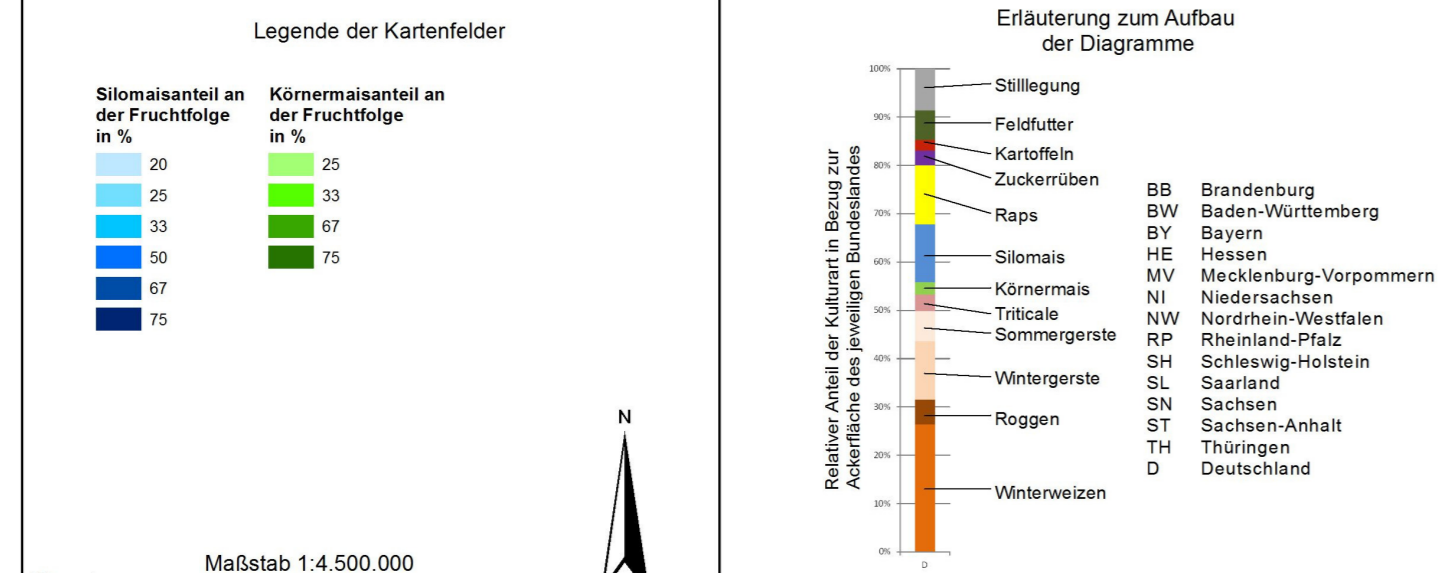 Legende der Kartenfelder
Silomaisanteil an
der Fruchtfolge
in %
20
25
33
50
67
75
Körnermaisanteil an
der Fruchtfolge
in %
25
33
67
75
N
Maßstab 1:4.500.000
Erläuterung zum Aufbau
der Diagramme
Relativer Anteil der Kulturart in Bezug zur
Ackerfläche des jeweiligen Bundeslandes
100%
90%
80%
70%
60%
50%
40%
30%
20%
10%
0%
D
Stilllegung
Feldfutter
Kartoffeln
Zuckerrüben
Raps
Silomais
Körnermais
Triticale
Sommergerste
Wintergerste
Roggen
Winterweizen
BB Brandenburg
BW Baden-Württemberg
BY Bayern
HE Hessen
MV Mecklenburg-Vorpommern
NI Niedersachsen
NW Nordrhein-Westfalen
RP Rheinland-Pfalz
SH Schleswig-Holstein
SL Saarland
SN Sachsen
ST Sachsen-Anhalt
TH Thüringen
D Deutschland